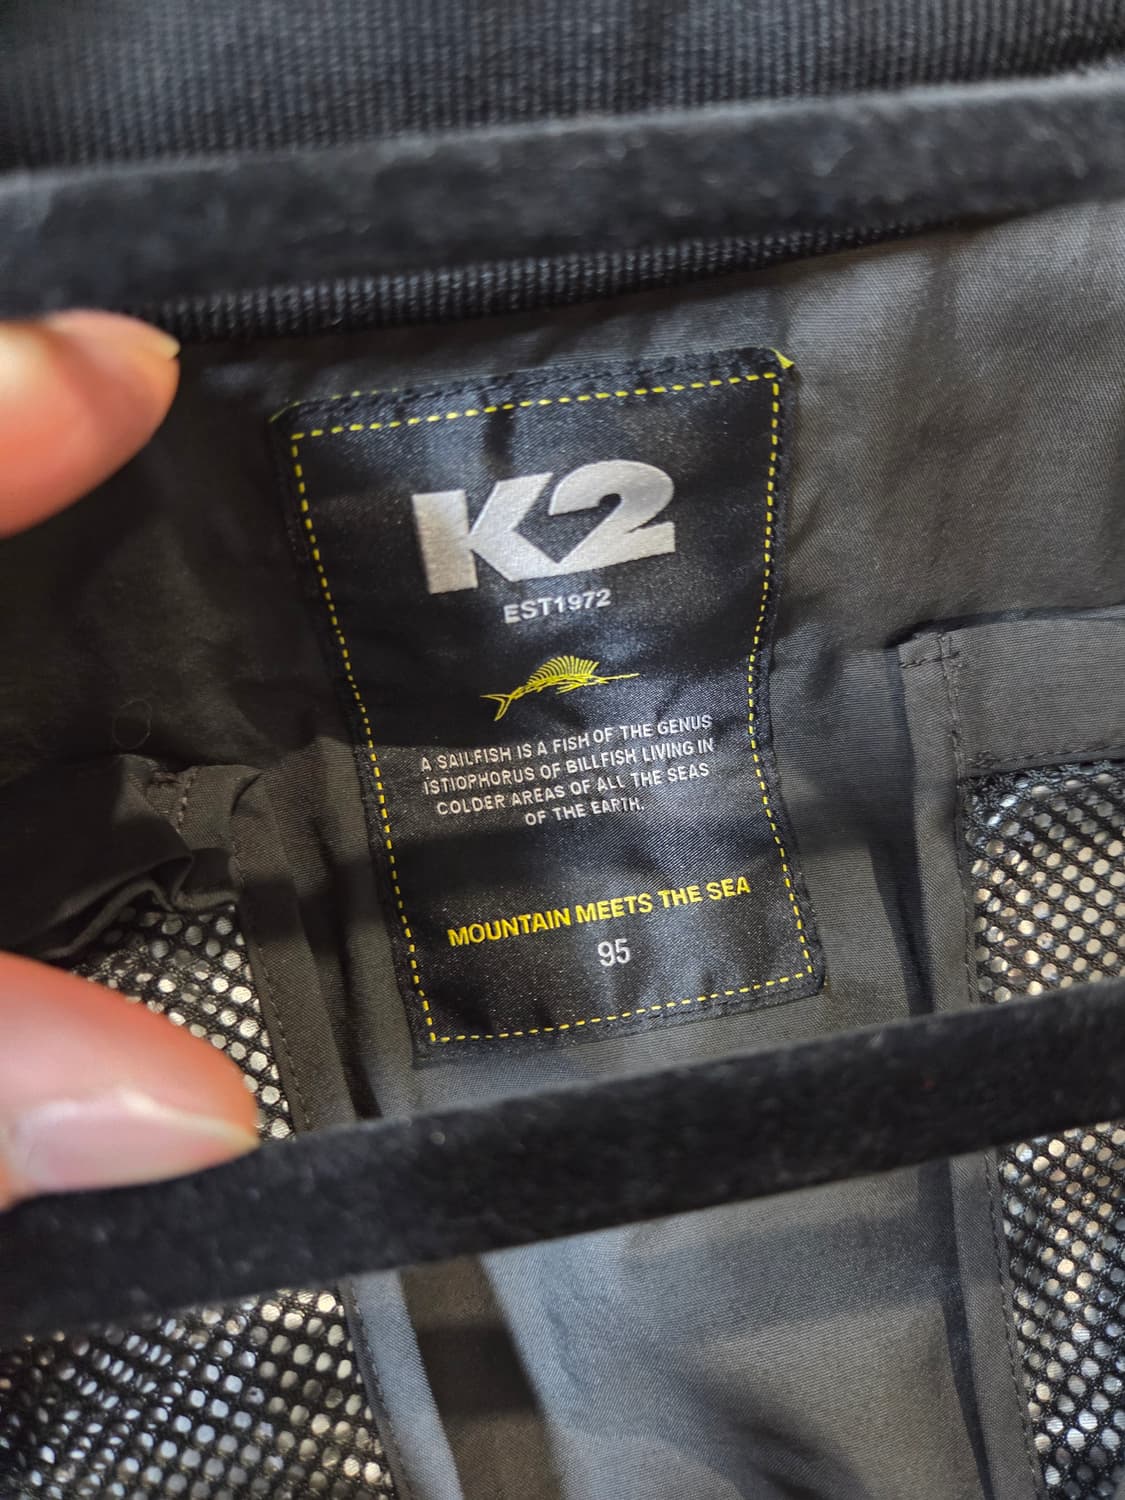 K2
EST1972
A SAILFISH IS A FISH OF THE GENUS
ISTIOPHORUS OF BILLFISH LIVING IN
COLDER AREAS OF ALL THE SEAS
OF THE EARTH.
MOUNTAIN MEETS THE SEA
95